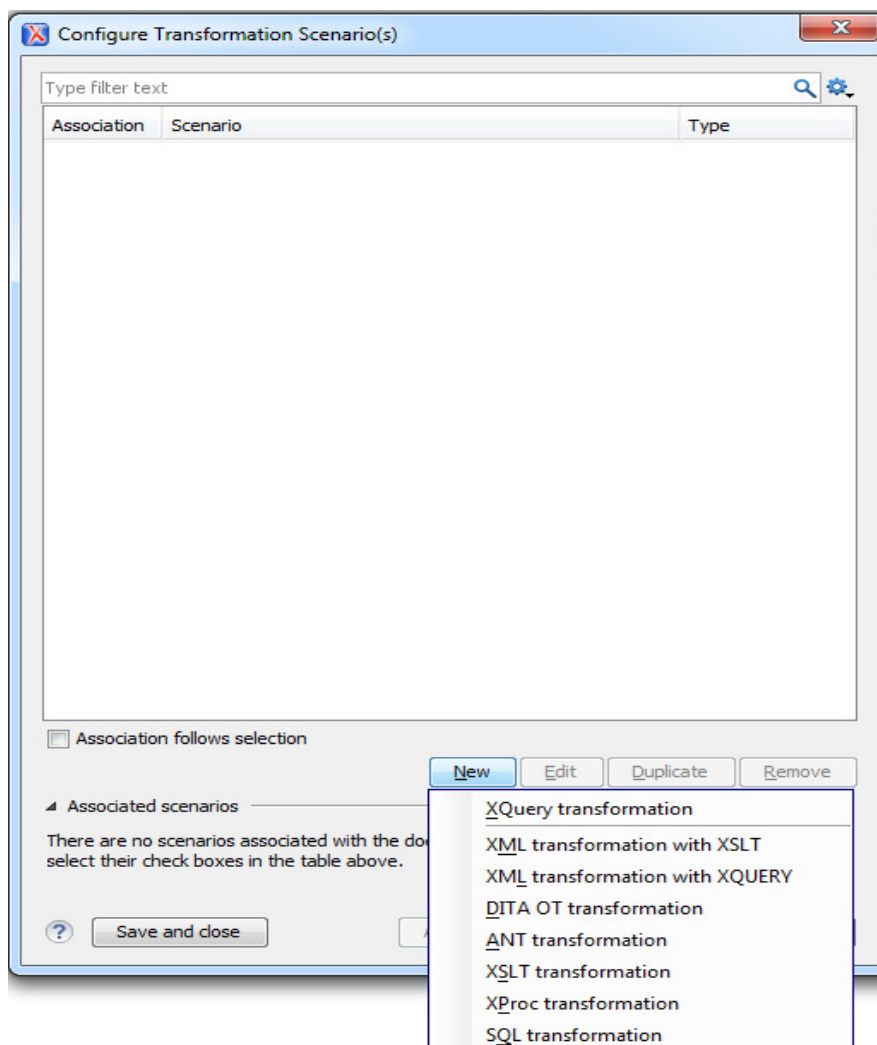 Configure Transformation Scenario(s)
Type filter text
Association Scenario Type
Association follows selection
New Edit Duplicate Remove
Associated scenarios
There are no scenarios associated with the
select their check boxes in the table above.
Save and close
XQuery transformation
XML transformation with XSLT
XML transformation with XQUERY
DITA OT transformation
ANT transformation
XSLT transformation
XProc transformation
SQL transformation